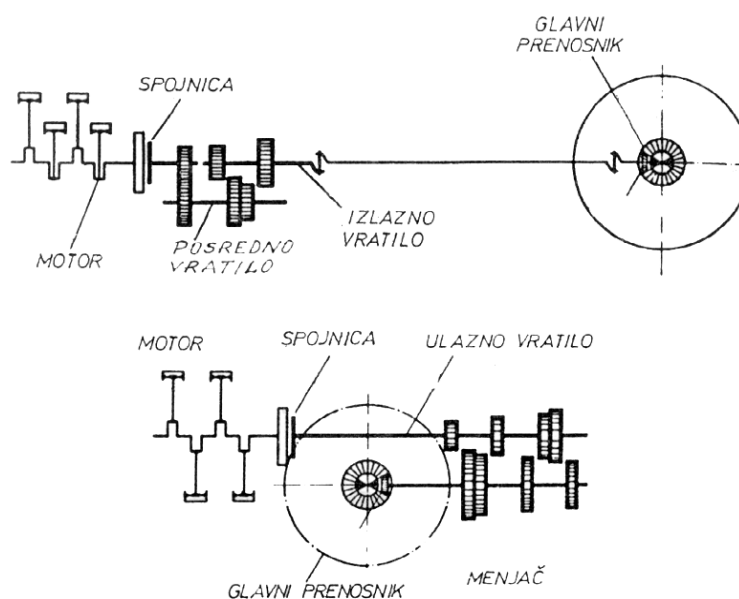 GLAVNI
PRENOSNIK
SPOJNICA
IZLAZNO
VRATILO
POSREDNO
VRATILO
MOTOR
MOTOR
SPOJNICA
ULAZNO VRATILO
GLAVNI PRENOSNIK
MENJAČ